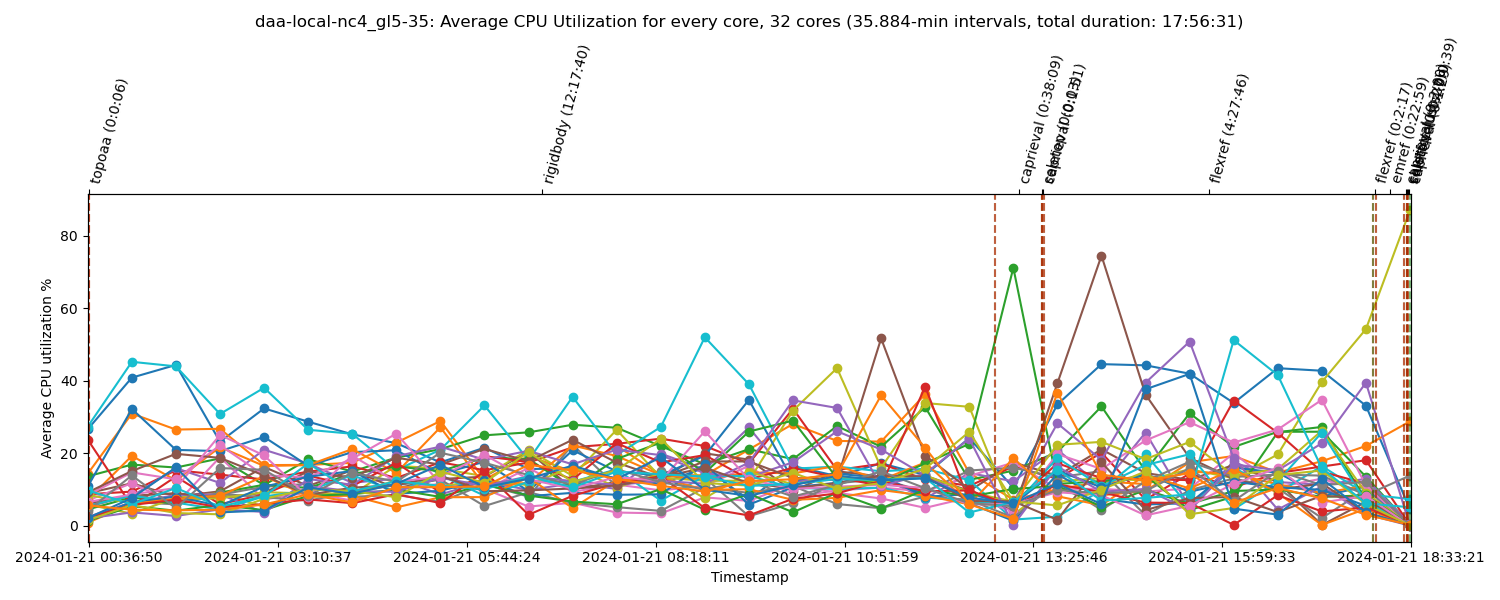 daa-local-nc4_gl5-35: Average CPU Utilization for every core, 32 cores (35.884-min intervals, total duration: 17:56:31)
topoaa (0:0:06)
rigidbody (12:17:40)
caprieval (0:38:09)
flexref (4:27:46)
flexref (0:2:17)
emref (0:22:59)
Average CPU utilization %
80
60
40
20
0
2024-01-21 00:36:50
2024-01-21 03:10:37
2024-01-21 05:44:24
2024-01-21 08:18:11
2024-01-21 10:51:59
2024-01-21 13:25:46
2024-01-21 15:59:33
2024-01-21 18:33:21
Timestamp